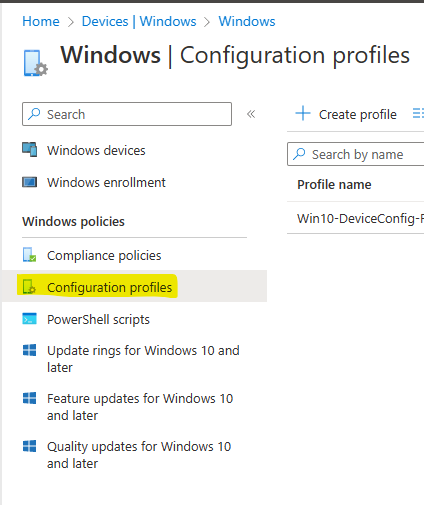 Home > Devices | Windows > Windows
Windows | Configuration profiles
Search
«
Windows devices
Windows enrollment
Windows policies
Compliance policies
Configuration profiles
PowerShell scripts
Update rings for Windows 10 and
later
Feature updates for Windows 10
and later
Quality updates for Windows 10
and later
+ Create profile
Search by name
Profile name
Win10-DeviceConfig-